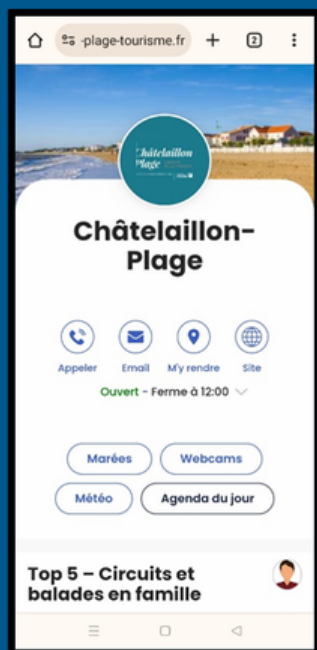 -plage-tourisme.fr
2
Châtelaillon
Plage
Châtelaillon-
Plage
Appeler Email M'y rendre Site
Ouvert - Ferme à 12:00
Marées Webcams
Météo Agenda du jour
Top 5 – Circuits et
balades en famille